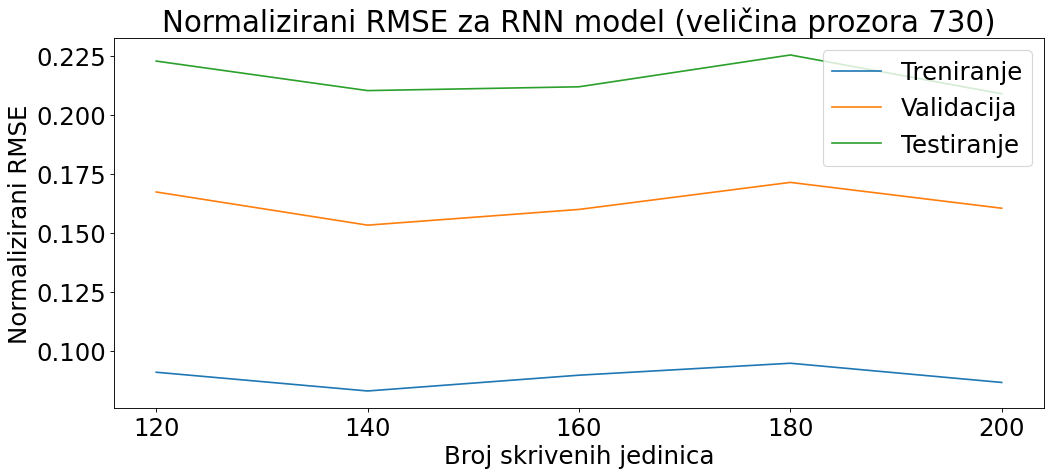 Normalizirani RMSE za RNN model (veličina prozora 730)
Normalizirani RMSE
0.225
0.200
0.175
0.150
0.125
0.100
Treniranje
Validacija
Testiranje
120 140 160 180 200
Broj skrivenih jedinica